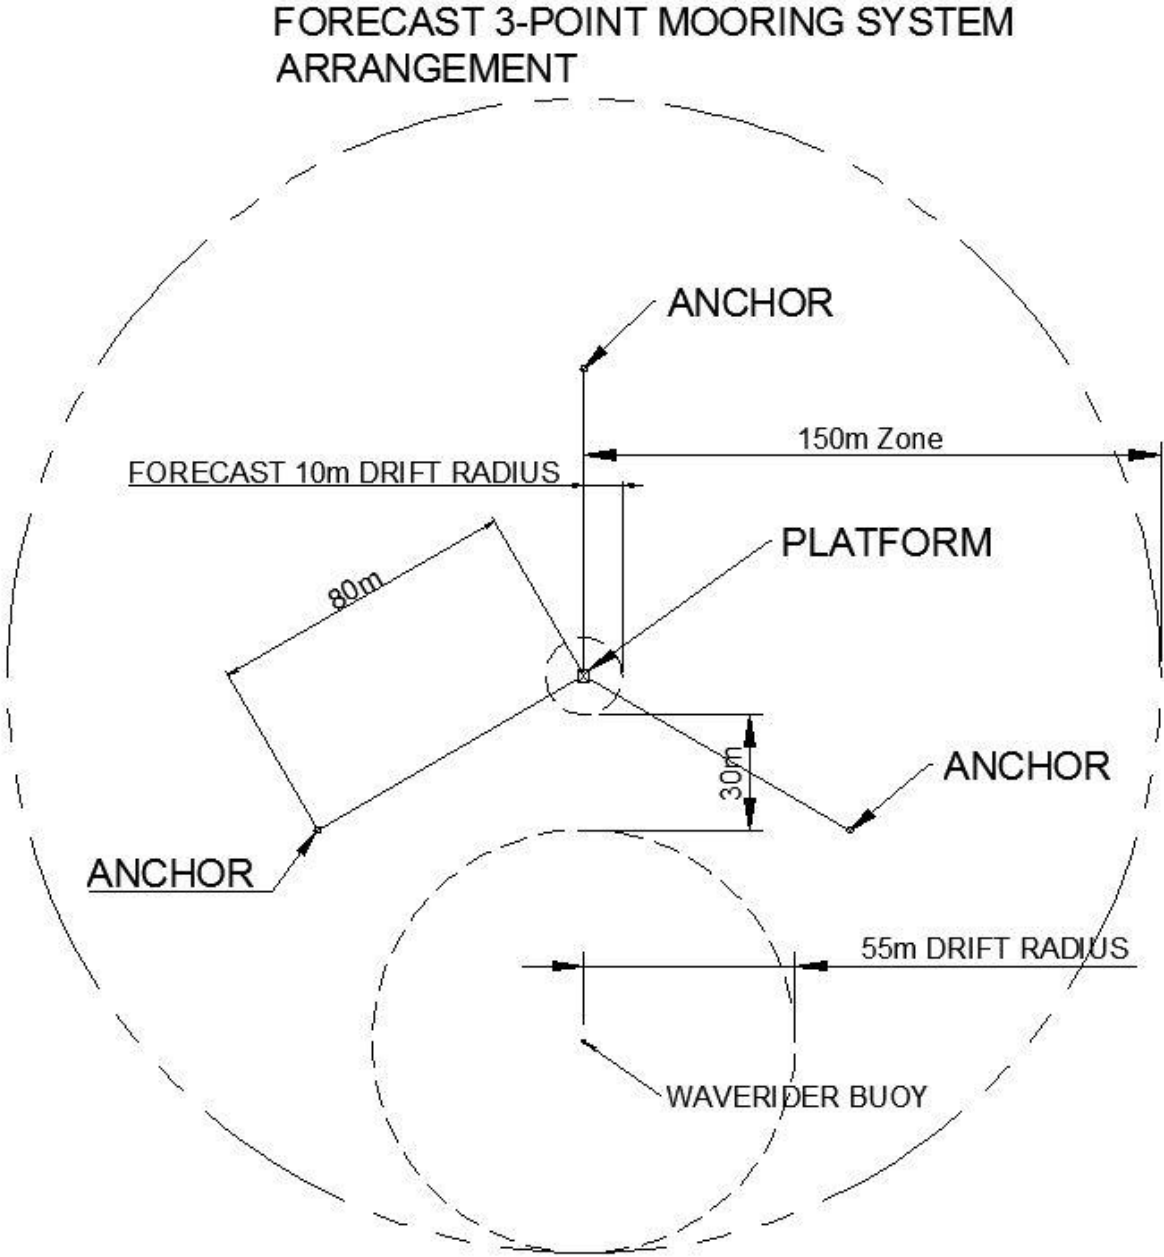 FORECAST 3-POINT MOORING SYSTEM
ARRANGEMENT
ANCHOR
150m Zone
FORECAST 10m DRIFT RADIUS
PLATFORM
80m
30m
ANCHOR
ANCHOR
55m DRIFT RADIUS
WAVERIDER BUOY